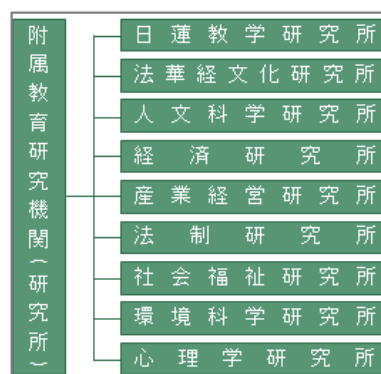 附属教育研究機関（研究所）
日蓮教学研究所
法華経文化研究所
人文科学研究所
経済研究所
産業経営研究所
法制研究所
社会福祉研究所
環境科学研究所
心理学研究所